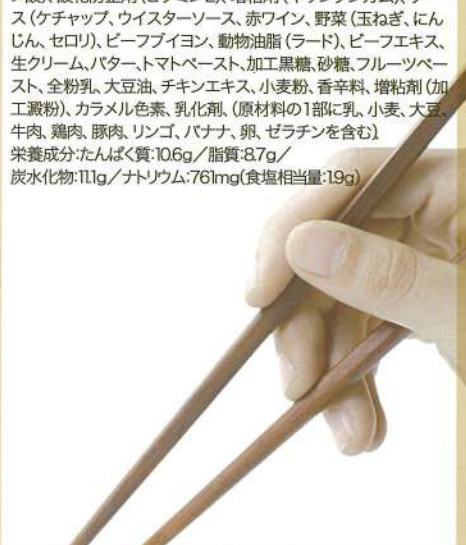 ス(ケチャップ、ウイスターソース、赤ワイン、野菜(玉ねぎ、にん
じん、セロリ)、ビーフブイヨン、動物油脂(ラード)、ビーフエキス、
生クリーム、バター、トマトペースト、加工黒糖、砂糖、フルーツペー
スト、全粉乳、大豆油、チキンエキス、小麦粉、香辛料、増粘剤(加
工澱粉)、カラメル色素、乳化剤、(原材料の1部に乳、小麦、大豆、
牛肉、鶏肉、豚肉、リンゴ、バナナ、卵、ゼラチンを含む)
栄養成分:たんぱく質:10.6g/脂質:8.7g/
炭水化物:11.1g/ナトリウム:761mg(食塩相当量:1.9g)